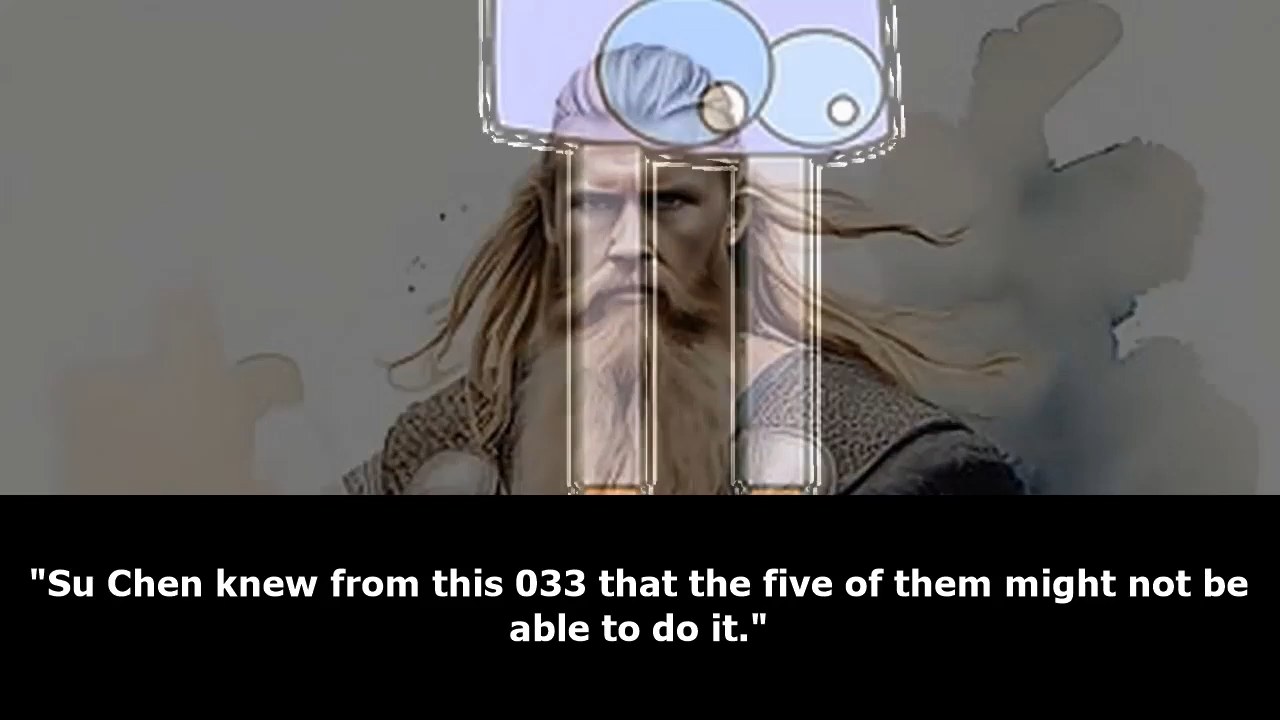 "Su Chen knew from this 033 that the five of them might not be
able to do it."